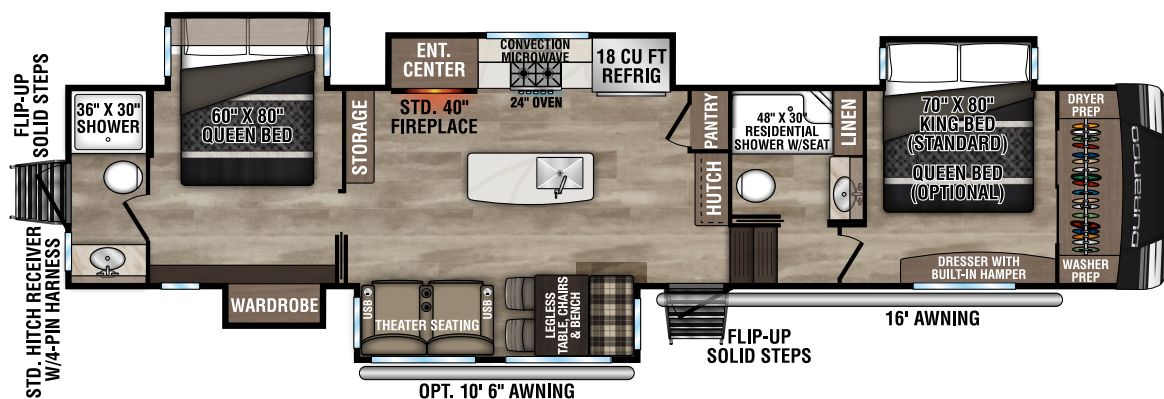 FLIP-UP
SOLID STEPS
STD. HITCH RECEIVER
W/4-PIN HARNESS
36" X 30"
SHOWER
60" X 80"
QUEEN BED
WARDROBE
STORAGE
ENT.
CENTER
STD. 40"
FIREPLACE
CONVECTION
MICROWAVE
24" OVEN
18 CU FT
REFRIG
USB
THEATER SEATING
USB
LEGLESS
TABLE, CHAIRS
& BENCH
OPT. 10' 6" AWNING
PANTRY
HUTCH
48" X 30"
RESIDENTIAL
SHOWER W/SEAT
LINEN
FLIP-UP
SOLID STEPS
70" X 80"
KING BED
(STANDARD)
QUEEN BED
(OPTIONAL)
DRESSER WITH
BUILT-IN HAMPER
16' AWNING
DRYER
PREP
WASHER
PREP
DURANGO